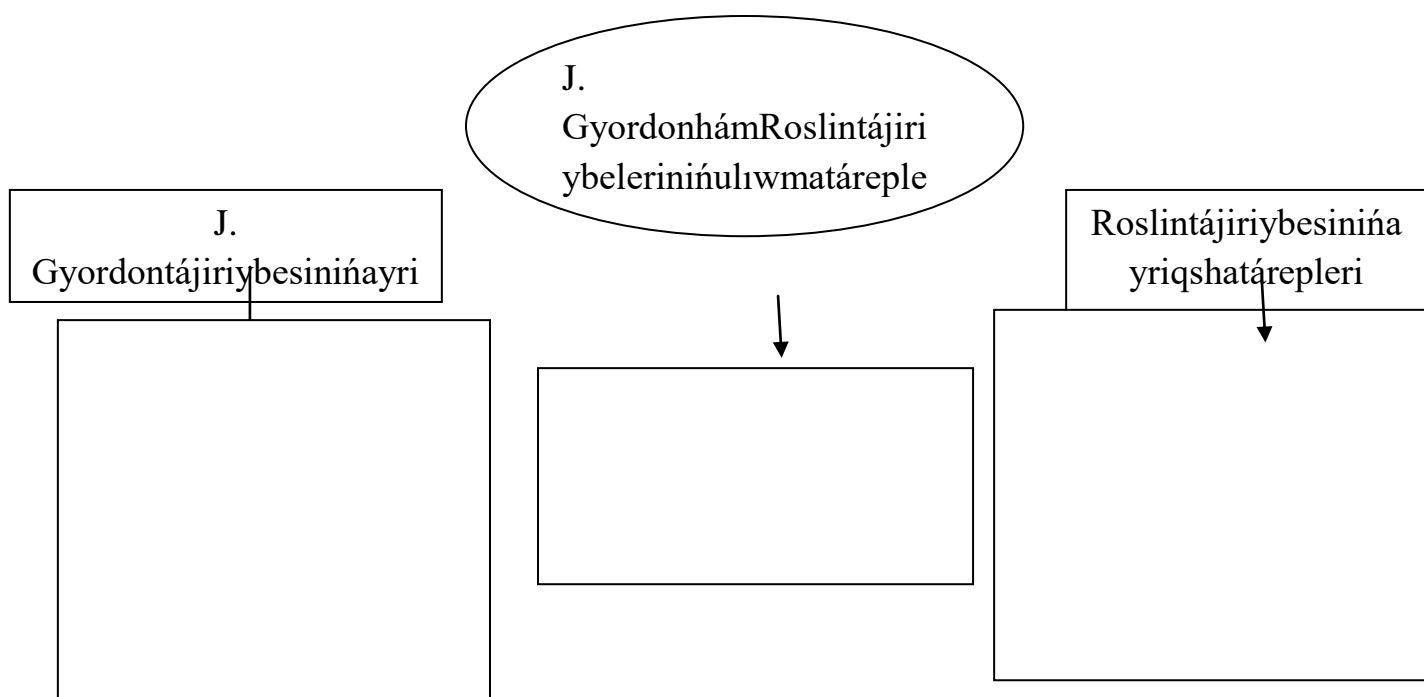 J.
GyordonhámRoslintájiri
ybelerinińulıwmatáreple
J.
Gyordontájiriybesinińayri
Roslintájiriybesinińa
yriqshatárepleri